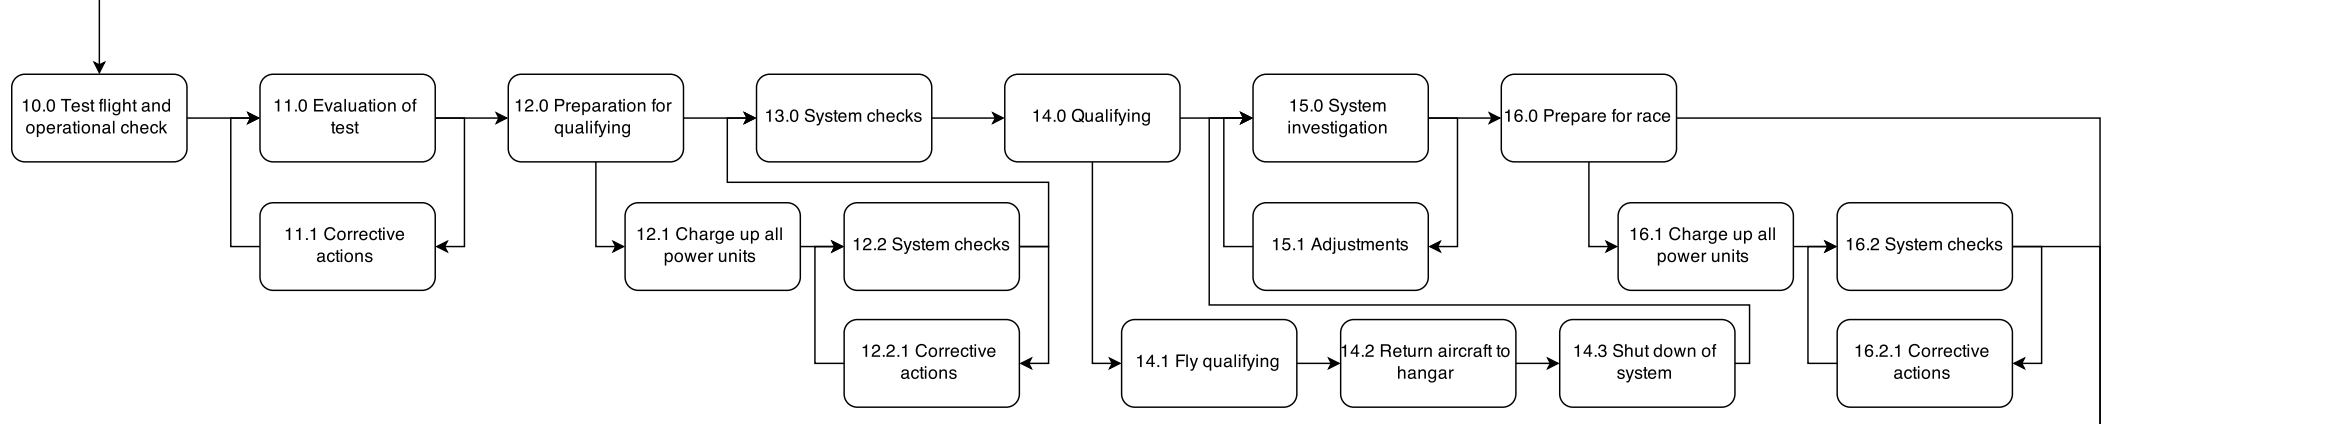 10.0 Test flight and
operational check
11.0 Evaluation of
test
12.0 Preparation for
qualifying
13.0 System checks
14.0 Qualifying
15.0 System
investigation
16.0 Prepare for race
11.1 Corrective
actions
12.1 Charge up all
power units
12.2 System checks
15.1 Adjustments
16.1 Charge up all
power units
16.2 System checks
12.2.1 Corrective
actions
14.1 Fly qualifying
14.2 Return aircraft to
hangar
14.3 Shut down of
system
16.2.1 Corrective
actions